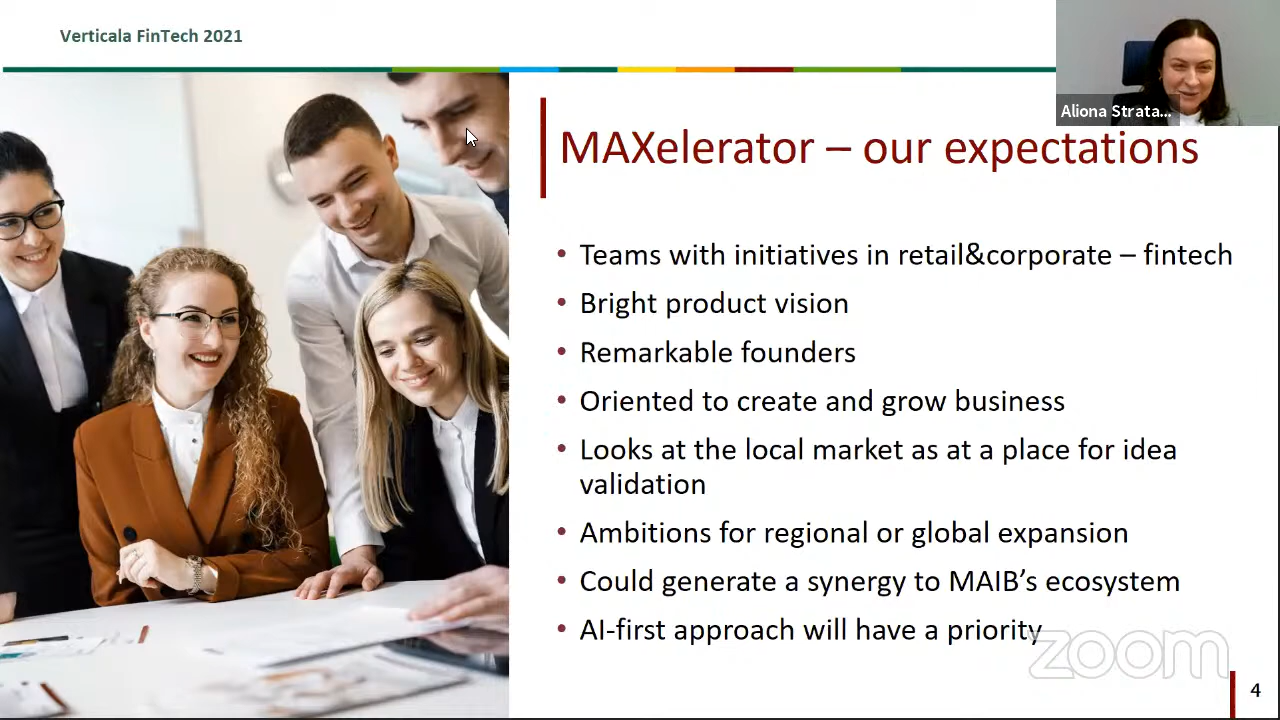 Verticala FinTech 2021
Aliona Strata...
MAXelerator – our expectations
• Teams with initiatives in retail&corporate – fintech
• Bright product vision
• Remarkable founders
• Oriented to create and grow business
• Looks at the local market as at a place for idea
validation
• Ambitions for regional or global expansion
• Could generate a synergy to MAIB’s ecosystem
• AI-first approach will have a priority
zoom
4